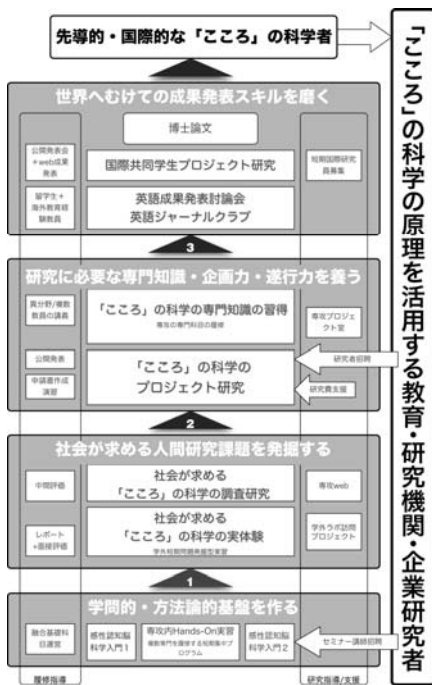 先導的・国際的な「こころ」の科学者
「こころ」の科学の原理を活用する教育・研究機関・企業研究者
世界へむけての成果発表スキルを磨く
博士論文
公開発表会
+web成果
発表
国際共同学生プロジェクト研究
短期国際研究
員募集
留学生+
海外教育経
験教員
英語成果発表討論会
英語ジャーナルクラブ
3
研究に必要な専門知識・企画力・遂行力を養う
異分野/複数
教員の講義
「こころ」の科学の専門知識の習得
専攻の専門科目の履修
専攻プロジェ
クト室
公開発表
申請書作成
演習
「こころ」の科学の
プロジェクト研究
研究者招聘
研究費支援
2
社会が求める人間研究課題を発掘する
中間評価
社会が求める
「こころ」の科学の調査研究
専攻web
レポート
+面接評価
社会が求める
「こころ」の科学の実体験
学外短期問題発掘型実習
学外ラボ訪問
プロジェクト
1
学問的・方法論的基盤を作る
融合基礎科
目運営
感性認知脳
科学入門1
専攻内Hands-On実習
複数専門を履修する短期集中プ
ログラム
感性認知脳
科学入門2
セミナー講師招聘
履修指導
研究指導/支援